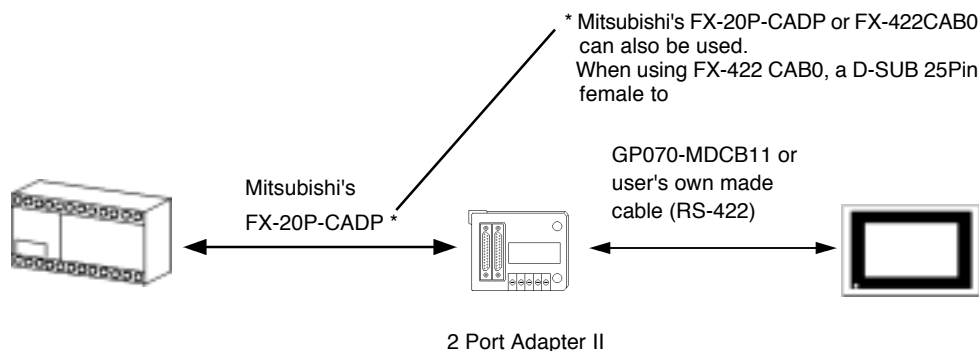 * Mitsubishi's FX-20P-CADP or FX-422CAB0
can also be used.
When using FX-422 CAB0, a D-SUB 25Pin
female to
GP070-MDCB11 or
user's own made
cable (RS-422)
Mitsubishi's
FX-20P-CADP *
2 Port Adapter II